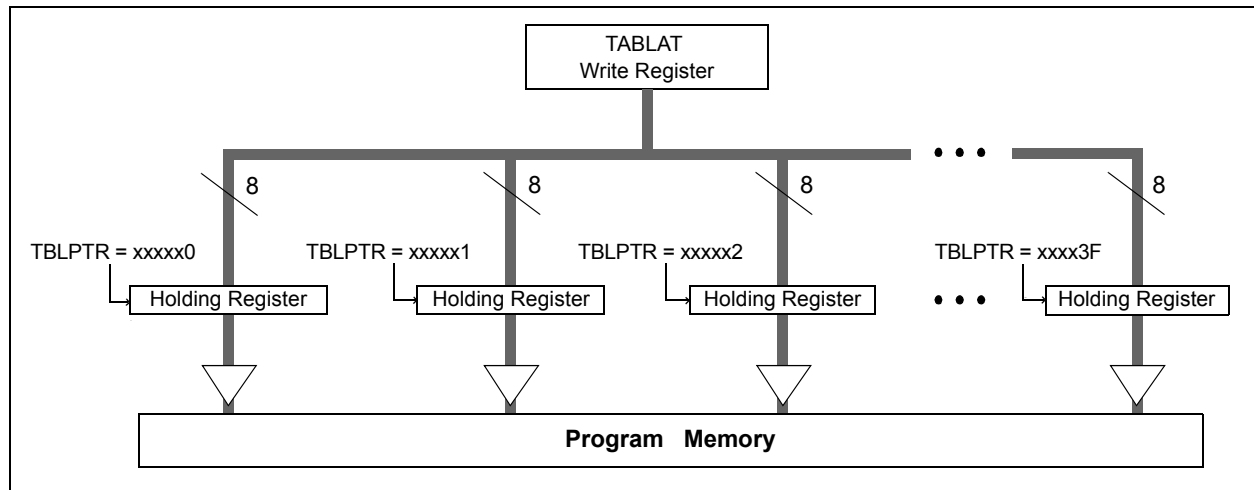 TABLAT
Write Register
• • •
8
8
8
8
TBLPTR = xxxxx0
TBLPTR = xxxxx1
TBLPTR = xxxxx2
TBLPTR = xxxx3F
Holding Register
Holding Register
Holding Register
• • •
Holding Register
Program Memory